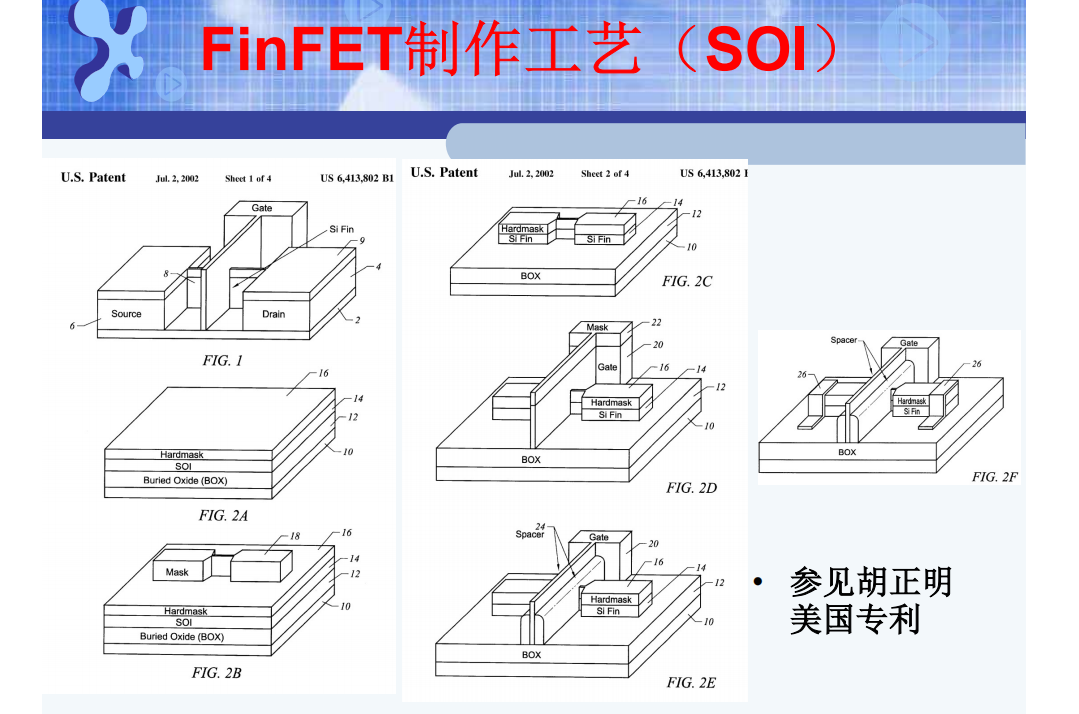 FinFET制作工艺（SOI）
U.S. Patent Jul. 2, 2002 Sheet 1 of 4 US 6,413,802 B1
Gate
Si Fin
9
8
4
Source
Drain
6
2
FIG. 1
16
14
12
Hardmask
10
SOI
Buried Oxide (BOX)
FIG. 2A
18
16
14
Mask
12
10
Hardmask
SOI
Buried Oxide (BOX)
FIG. 2B
U.S. Patent Jul. 2, 2002 Sheet 2 of 4 US 6,413,802
16
14
12
Hardmask
Si Fin
Si Fin
10
BOX
FIG. 2C
Mask
22
20
Gate
16
14
12
Hardmask
Si Fin
10
BOX
FIG. 2D
24
Spacer
Gate
20
16
14
12
Hardmask
Si Fin
10
BOX
FIG. 2E
Spacer
Gate
26
26
Hardmask
Si Fin
BOX
FIG. 2F
• 参见胡正明
美国专利